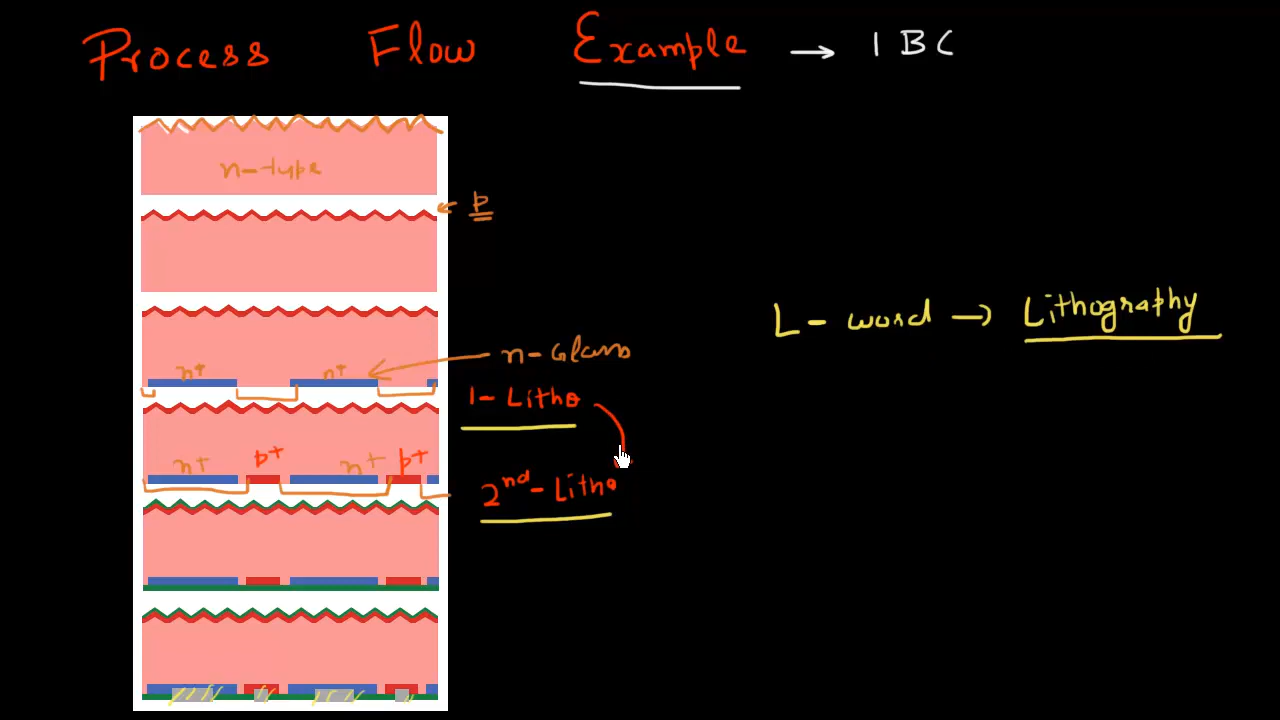 Process Flow Example → IBC
n-type
p
L - word → Lithography
n-Glass
n+ n+
1-Litho
n+ p+ n+ p+
2nd-Litho